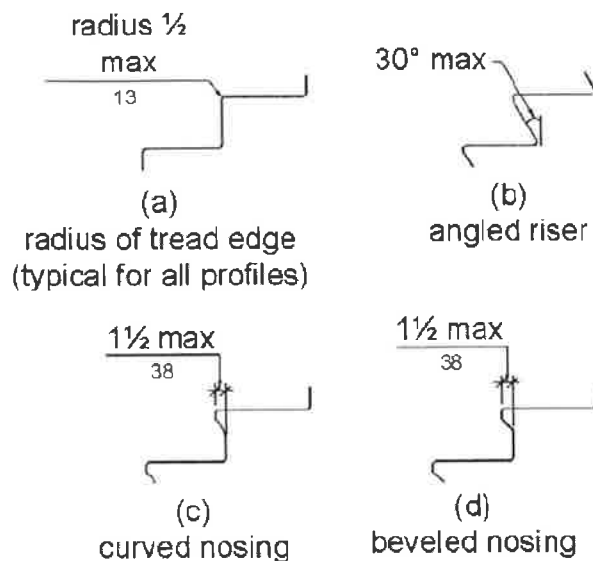 radius ½
max
13
(a)
radius of tread edge
(typical for all profiles)
30° max
(b)
angled riser
1½ max
38
(c)
curved nosing
1½ max
38
(d)
beveled nosing